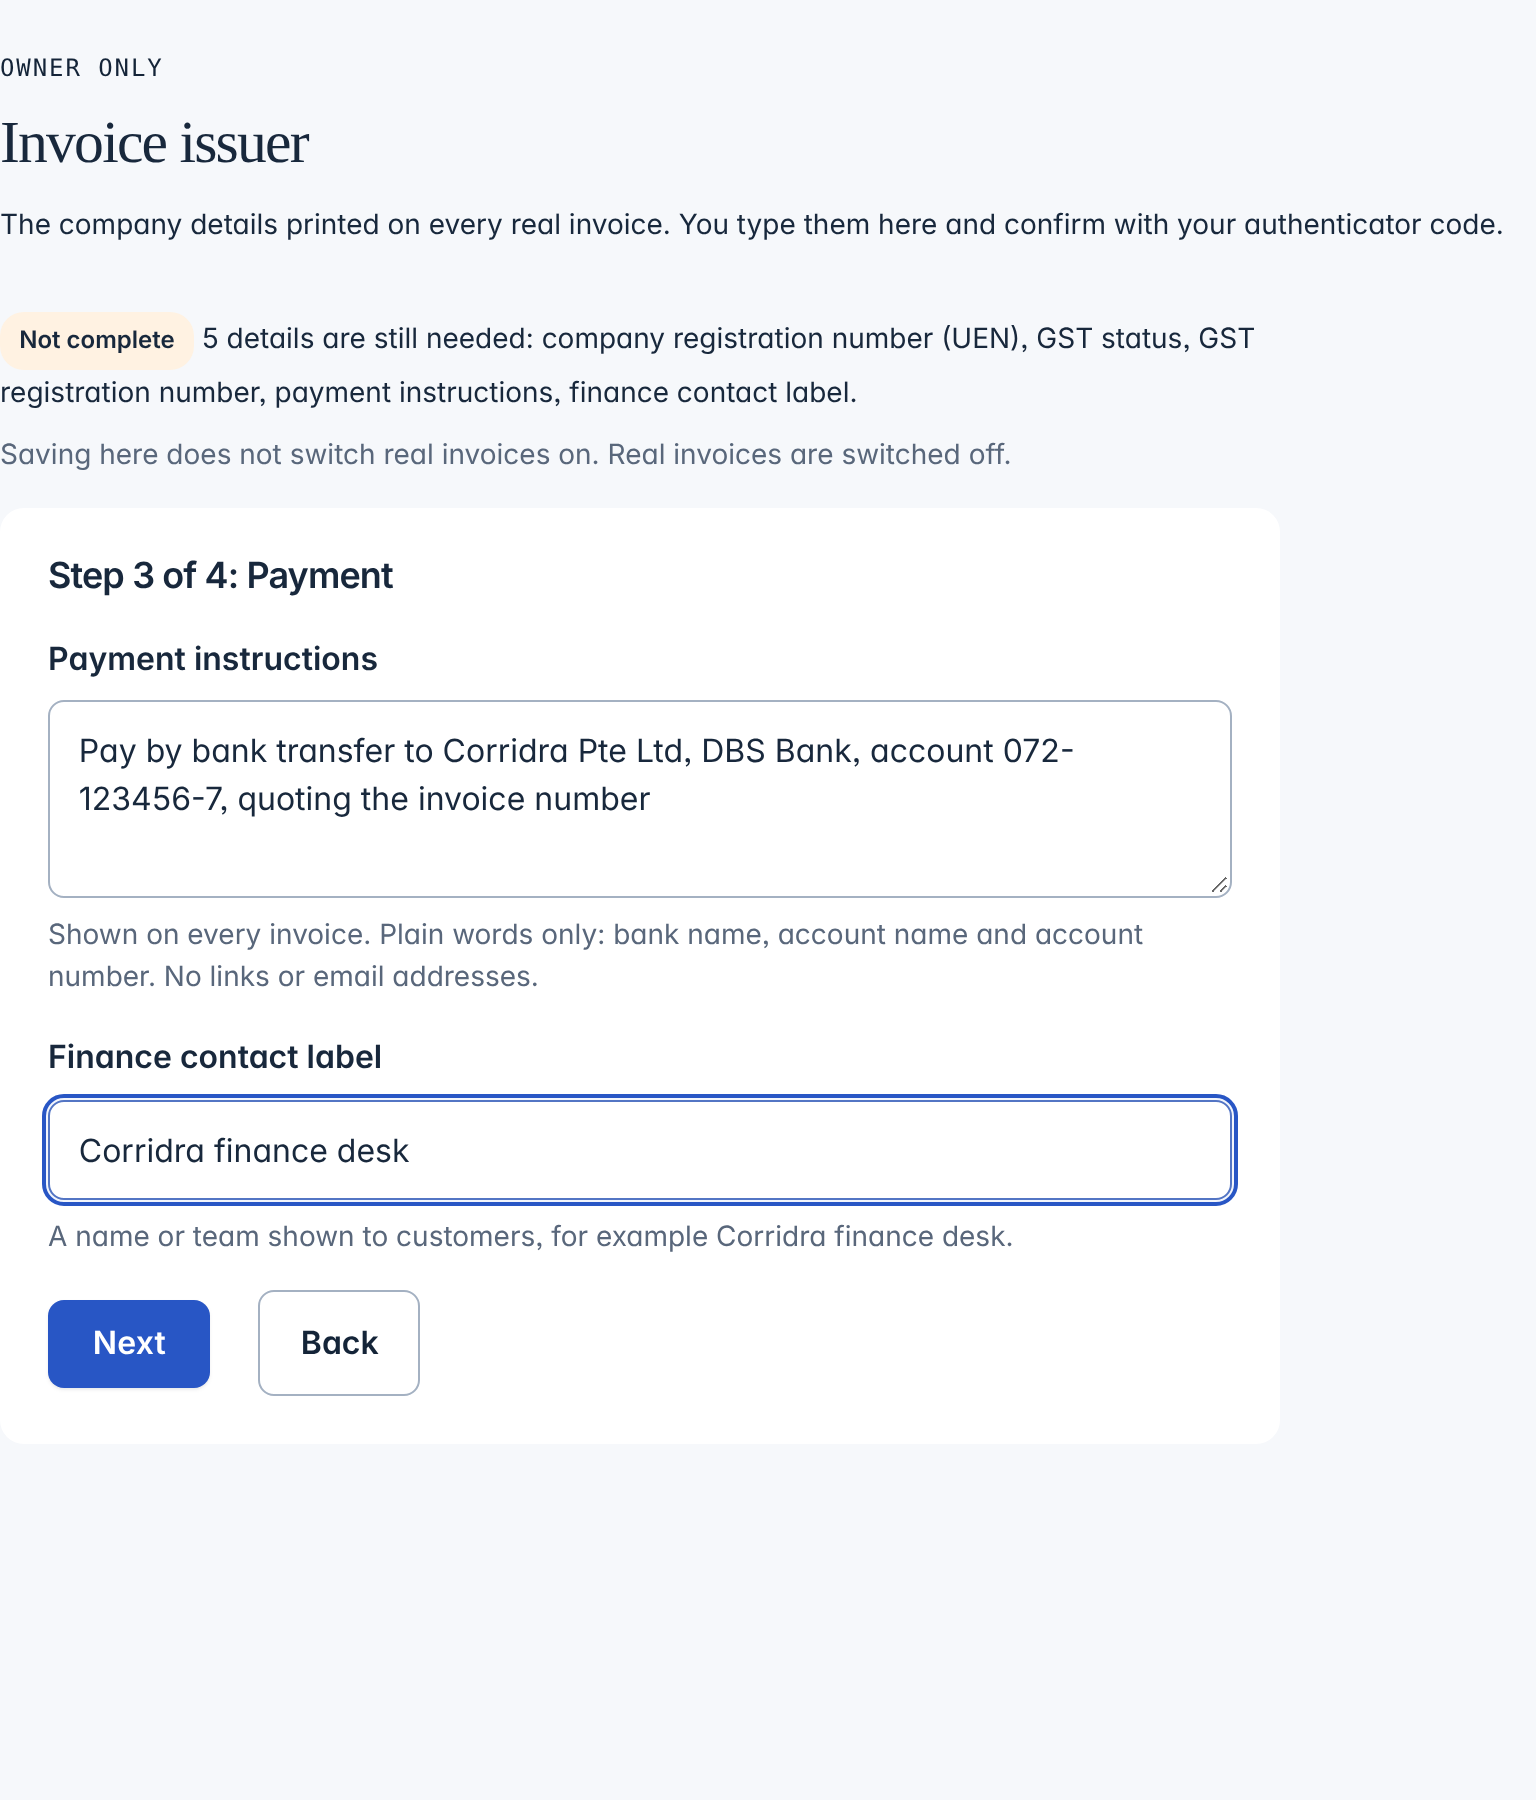 OWNER ONLY
Invoice issuer
The company details printed on every real invoice. You type them here and confirm with your authenticator code.
Not complete 5 details are still needed: company registration number (UEN), GST status, GST
registration number, payment instructions, finance contact label.
Saving here does not switch real invoices on. Real invoices are switched off.
Step 3 of 4: Payment
Payment instructions
Pay by bank transfer to Corridra Pte Ltd, DBS Bank, account 072-
123456-7, quoting the invoice number
Shown on every invoice. Plain words only: bank name, account name and account
number. No links or email addresses.
Finance contact label
Corridra finance desk
A name or team shown to customers, for example Corridra finance desk.
Next Back